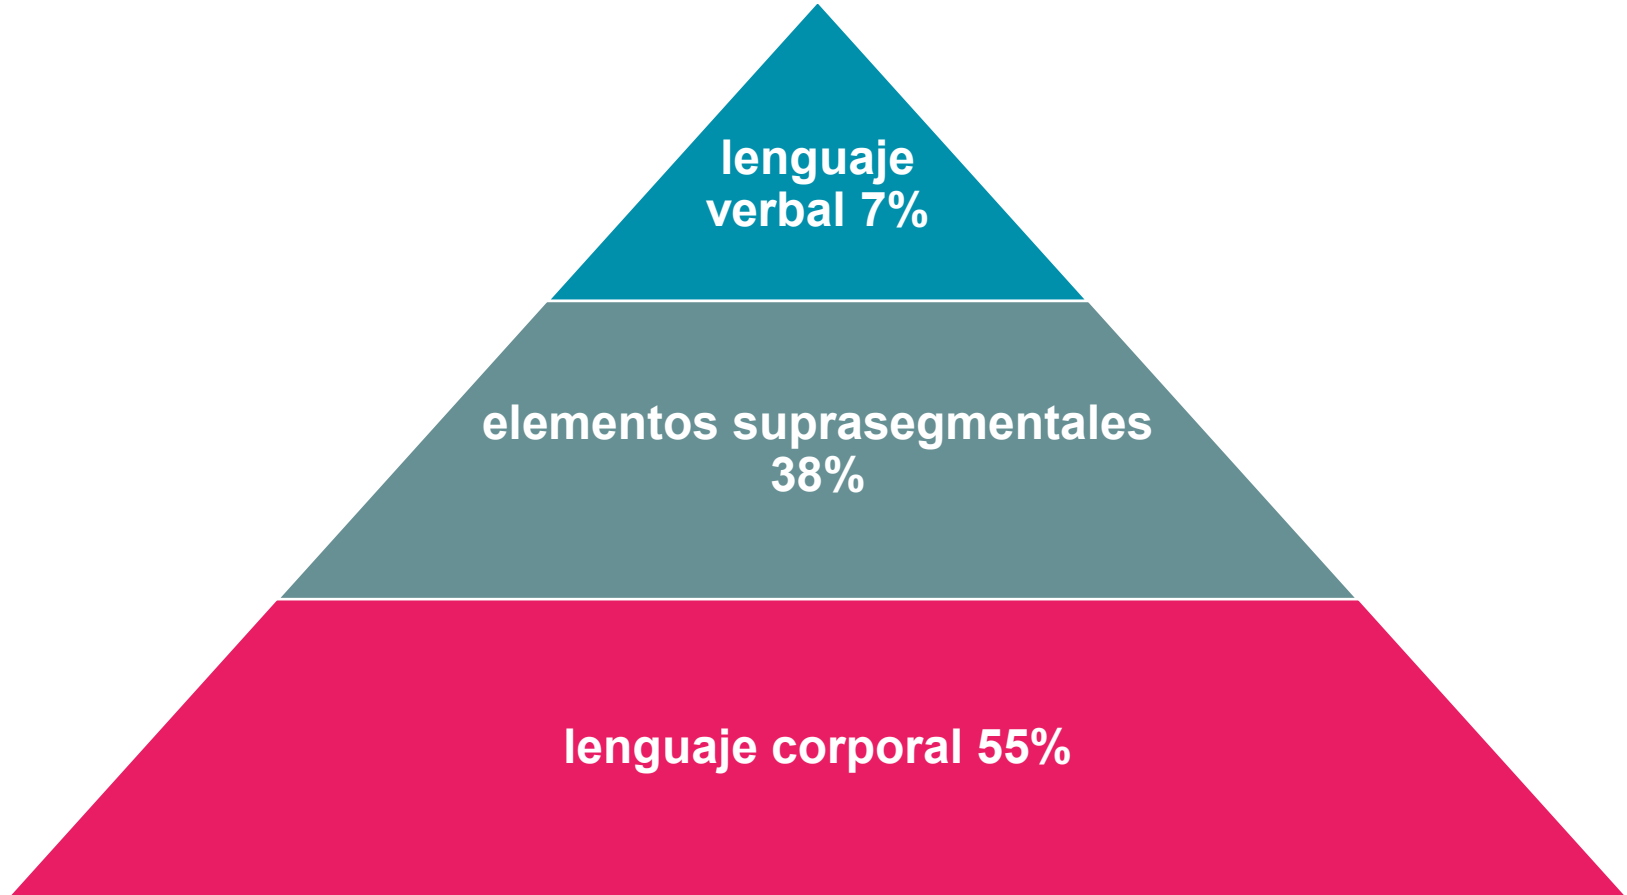 lenguaje
verbal 7%
elementos suprasegmentales
38%
lenguaje corporal 55%